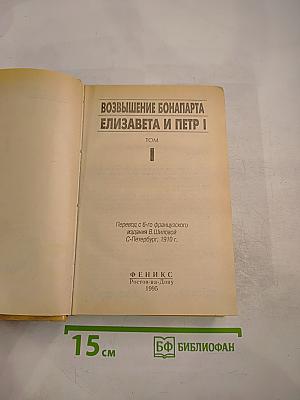 ВОЗВЫШЕНИЕ БОНАПАРТА
ЕЛИЗАВЕТА И ПЕТР I
ТОМ
I
Перевод с 6-го французского
издания В.Шиловой
С-Петербург, 1910 г.
ФЕНИКС
Ростов-на-Дону
1995
15 см
БФ БИБЛИОФАН